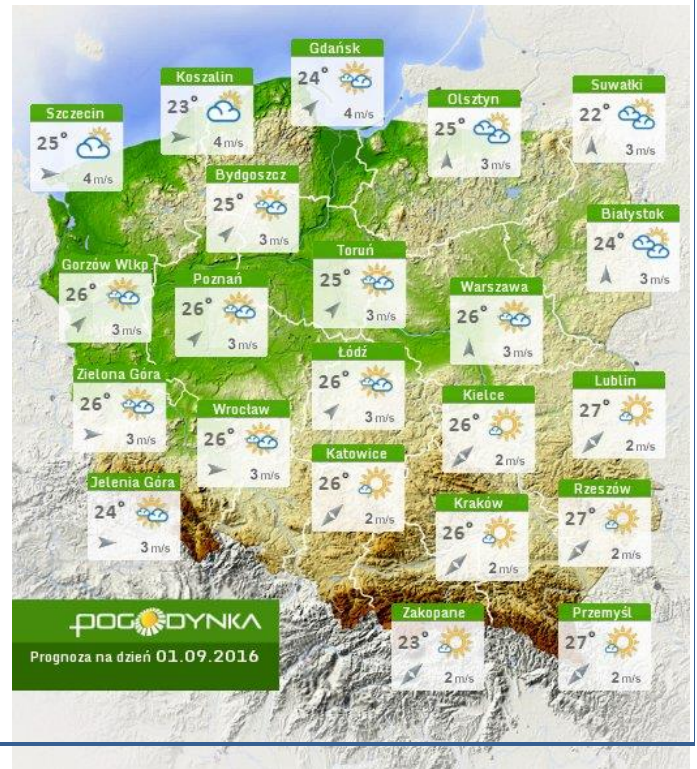 Gdańsk
24°
4 m/s
Koszalin
23°
4 m/s
Suwałki
22°
3 m/s
Olsztyn
25°
3 m/s
Szczecin
25°
4 m/s
Bydgoszcz
25°
3 m/s
Białystok
24°
3 m/s
Toruń
25°
3 m/s
Gorzów Wlkp
26°
3 m/s
Poznań
26°
3 m/s
Warszawa
26°
3 m/s
Łódź
26°
3 m/s
Zielona Góra
26°
3 m/s
Lublin
27°
2 m/s
Kielce
26°
2 m/s
Wrocław
26°
3 m/s
Katowice
26°
2 m/s
Jelenia Góra
24°
3 m/s
Rzeszów
27°
2 m/s
Kraków
26°
2 m/s
Zakopane
23°
2 m/s
Przemyśl
27°
2 m/s
POGODYNKA
Prognoza na dzień 01.09.2016